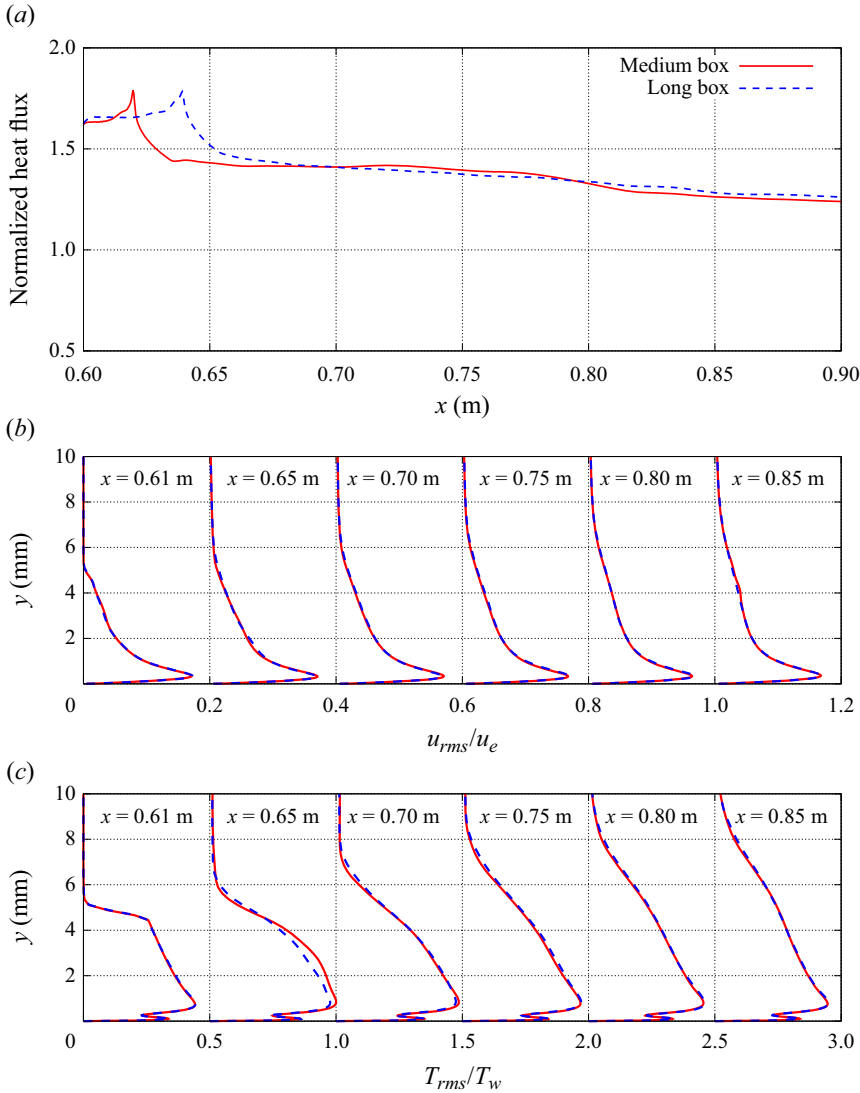 (a)
2.0
Medium box
Long box
1.5
Normalized heat flux
1.0
0.5
0.60 0.65 0.70 0.75 0.80 0.85 0.90
x (m)
(b)
10
x = 0.61 m x = 0.65 m x = 0.70 m x = 0.75 m x = 0.80 m x = 0.85 m
8
6
y (mm)
4
2
0 0.2 0.4 0.6 0.8 1.0 1.2
u_rms/u_e
(c)
10
x = 0.61 m x = 0.65 m x = 0.70 m x = 0.75 m x = 0.80 m x = 0.85 m
8
6
y (mm)
4
2
0 0.5 1.0 1.5 2.0 2.5 3.0
T_rms/T_w